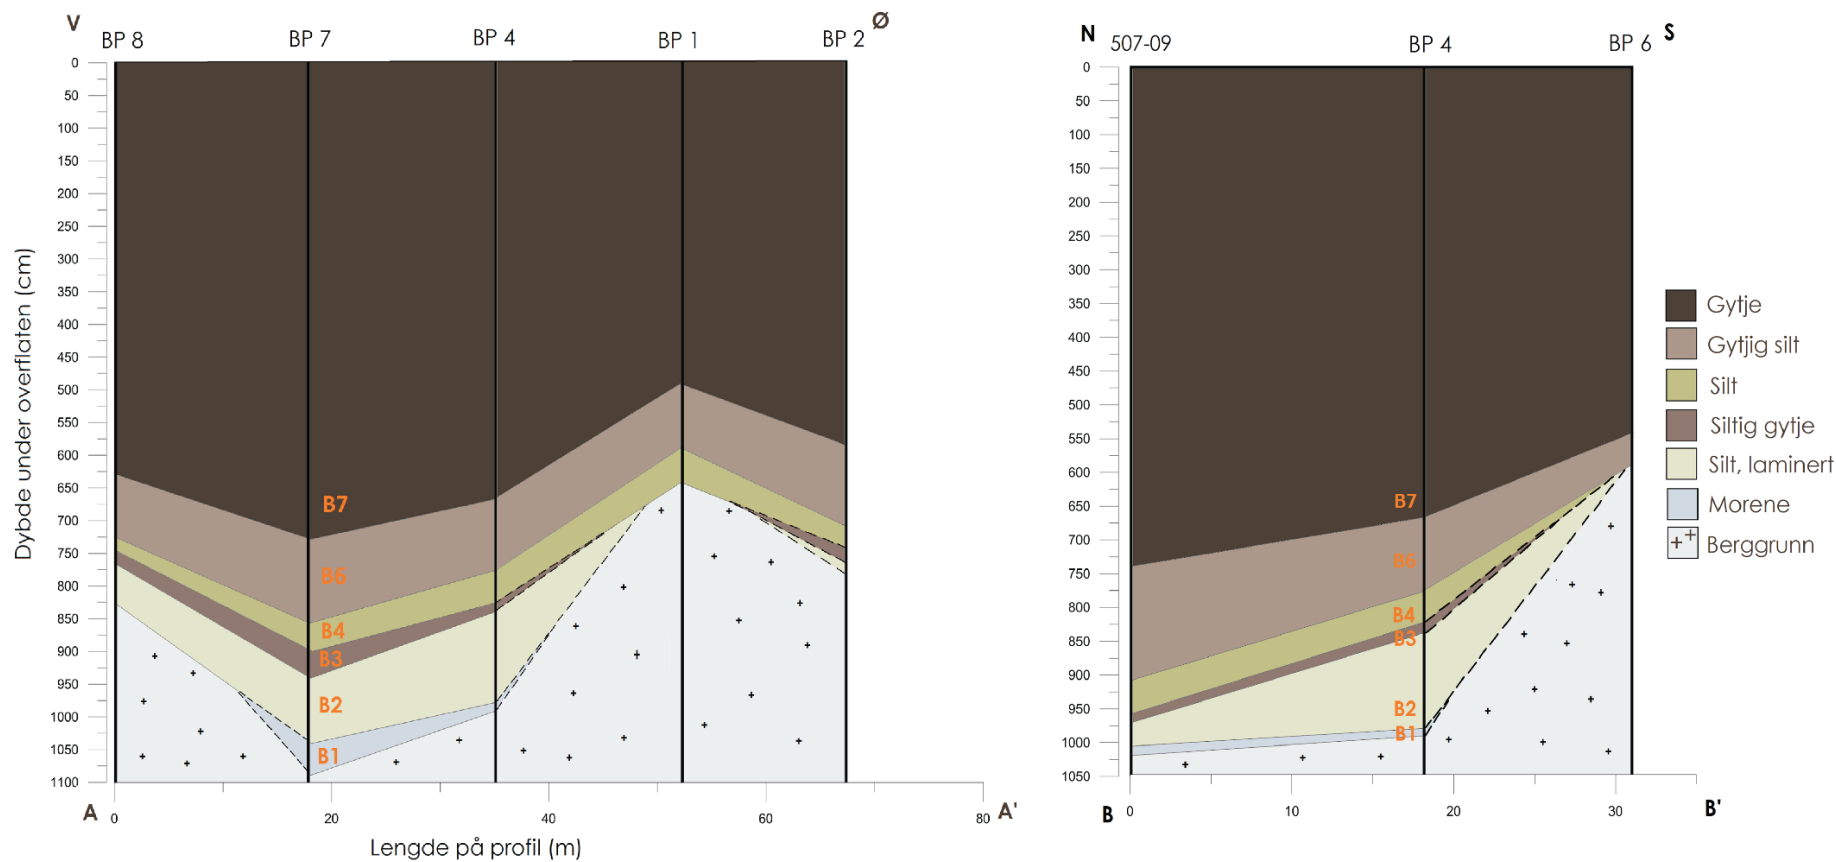 V Ø
BP 8 BP 7 BP 4 BP 1 BP 2
0
50
100
150
200
250
300
350
400
450
500
550
600
650
700
750
800
850
900
950
1000
1050
1100
Dybde under overflaten (cm)
B7
B6
B4
B3
B2
B1
A 0 20 40 60 80 A'
Lengde på profil (m)
N S
507-09 BP 4 BP 6
0
50
100
150
200
250
300
350
400
450
500
550
600
650
700
750
800
850
900
950
1000
1050
B7
B6
B4
B3
B2
B1
B 0 10 20 30 B'
Gytje
Gytjig silt
Silt
Siltig gytje
Silt, laminert
Morene
Berggrunn